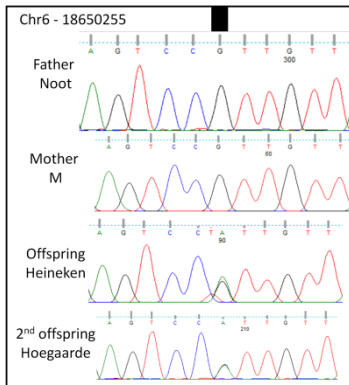 Chr6 - 18650255
A G T C C G T T G T T
300
Father
Noot
A G T C C G T T G T T
60
Mother
M
A G T C C T A T T G T T
90
Offspring
Heineken
A G T C C A T T G T T
210
2nd offspring
Hoegaarde